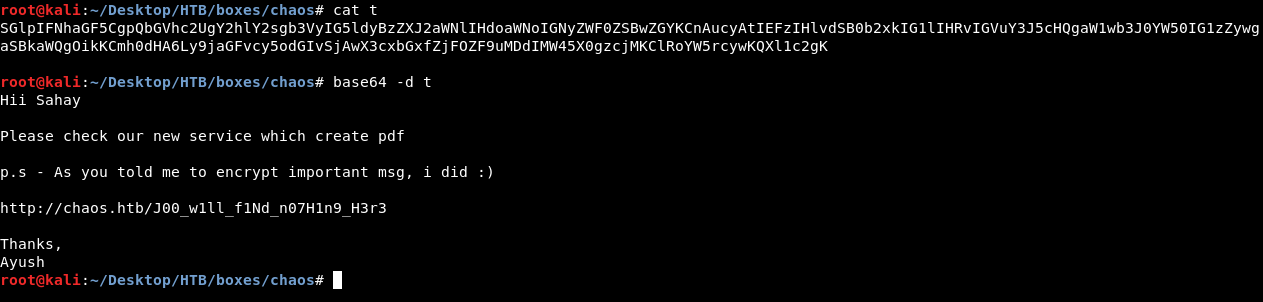 root@kali:~/Desktop/HTB/boxes/chaos# cat t
SGlpIFNhaGF5CgpQbGVhc2UgY2hlY2sgb3VyIG5ldyBzZXJ2aWNlIHdoaWNoIGNyZWF0ZSBwZGYKCnAucyAtIEFzIHlvdSB0b2xkIG1lIHRvIGVuY3J5cHQgaW1wb3J0YW50IG1zZywg
aSBkaWQgOikKCmh0dHA6Ly9jaGFvcy5odGIvSjAwX3cxbGxfZjFOZF9uMDdIMW45X0gzcjMKClRoYW5rcywKQXl1c2gK
root@kali:~/Desktop/HTB/boxes/chaos# base64 -d t
Hii Sahay
Please check our new service which create pdf
p.s - As you told me to encrypt important msg, i did :)
http://chaos.htb/J00_w1ll_f1Nd_n07H1n9_H3r3
Thanks,
Ayush
root@kali:~/Desktop/HTB/boxes/chaos#